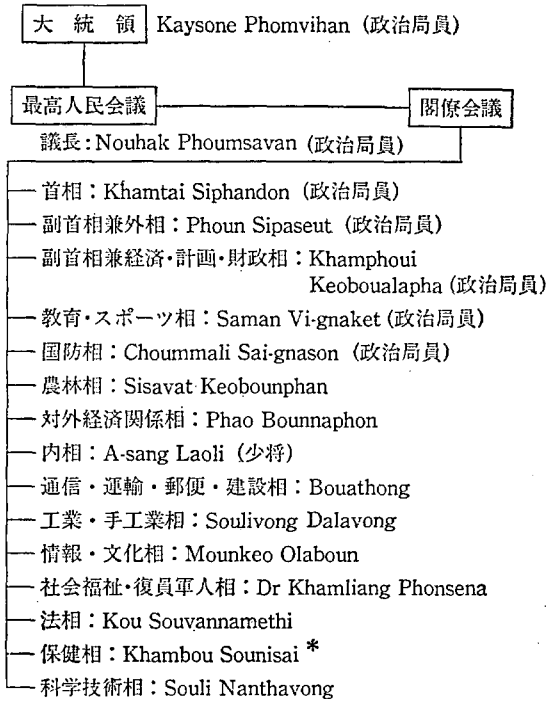 大統領 Kaysone Phomvihan (政治局員)
最高人民会議 閣僚会議
議長：Nouhak Phoumsavan (政治局員)
首相：Khamtai Siphandon (政治局員)
副首相兼外相：Phoun Sipaseut (政治局員)
副首相兼経済・計画・財政相：Khamphoui
Keoboualapha (政治局員)
教育・スポーツ相：Saman Vi-gnaket (政治局員)
国防相：Choummali Sai-gnason (政治局員)
農林相：Sisavat Keobounphan
対外経済関係相：Phao Bounnaphon
内相：A-sang Laoli (少将)
通信・運輸・郵便・建設相：Bouathong
工業・手工業相：Soulivong Dalavong
情報・文化相：Mounkeo Olaboun
社会福祉・復員軍人相：Dr Khamliang Phonsena
法相：Kou Souvannamethi
保健相：Khambou Sounisai *
科学技術相：Souli Nanthavong